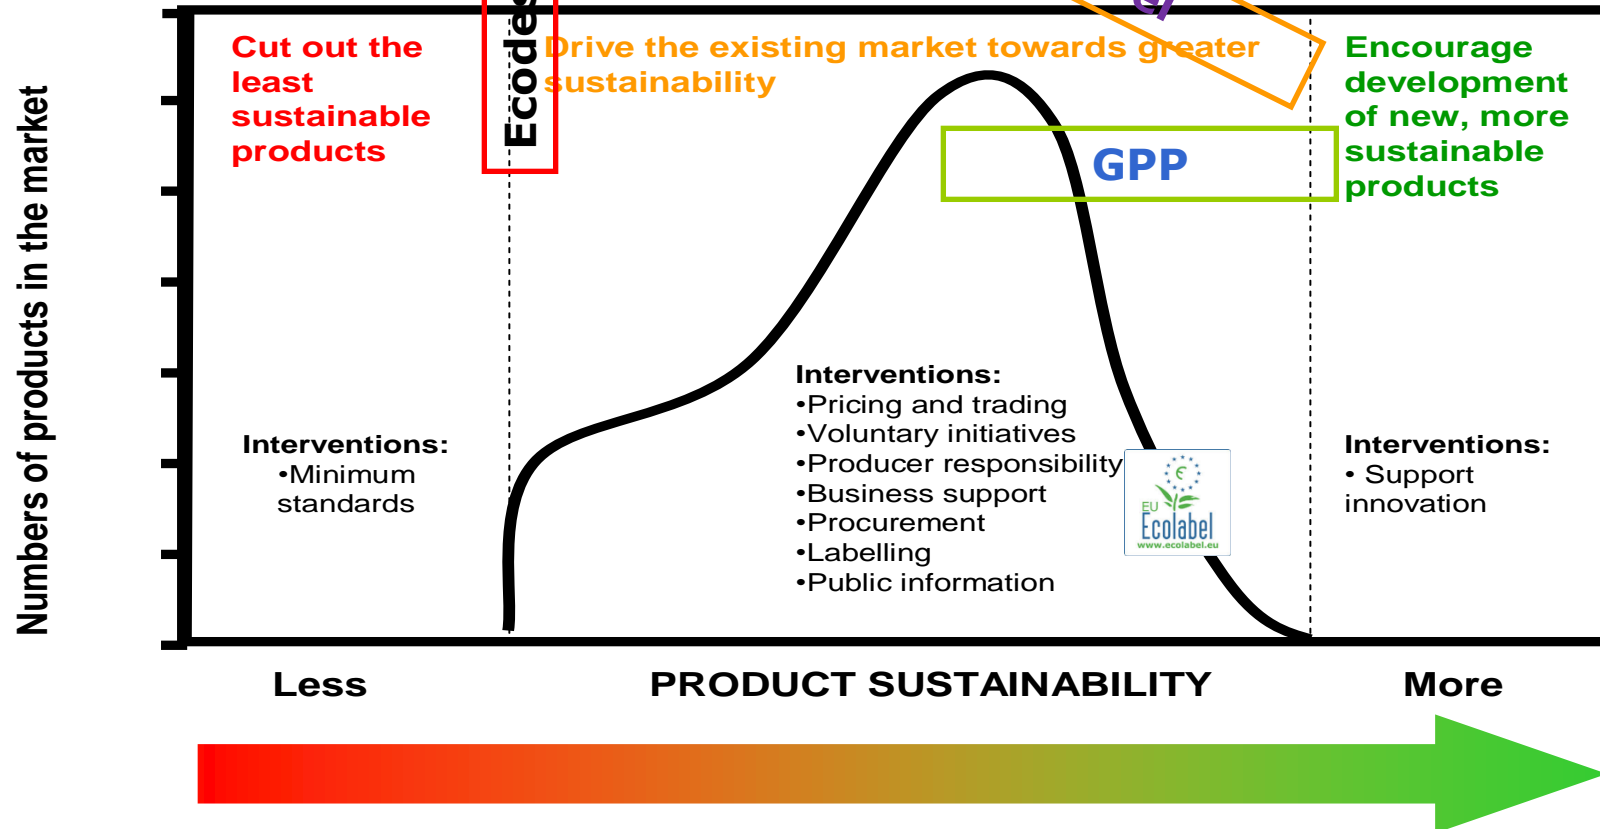 Cut out the
least
sustainable
products
Drive the existing market towards greater
sustainability
Encourage
development
of new, more
sustainable
products
GPP
Numbers of products in the market
Interventions:
•Minimum
standards
Interventions:
•Pricing and trading
•Voluntary initiatives
•Producer responsibility
•Business support
•Procurement
•Labelling
•Public information
EU
Ecolabel
www.ecolabel.eu
Interventions:
• Support
innovation
Less
PRODUCT SUSTAINABILITY
More